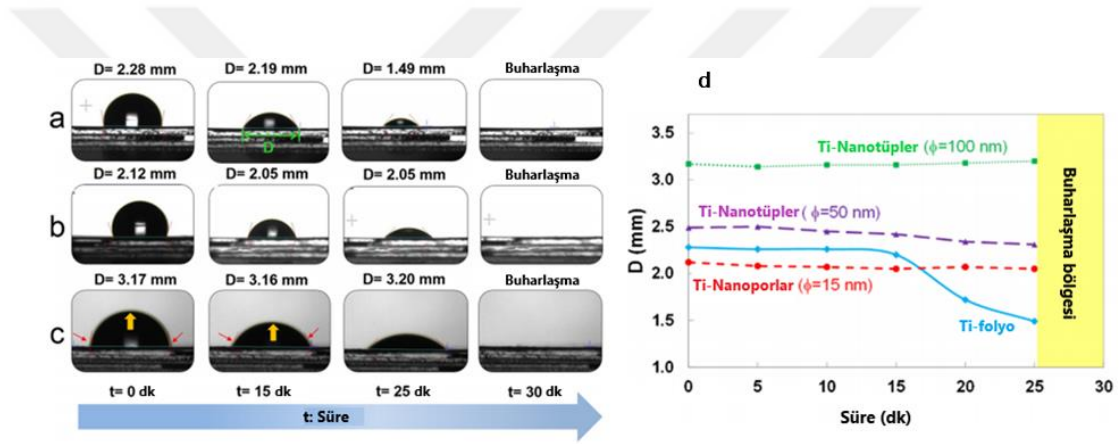 D= 2.28 mm
D= 2.19 mm
D= 1.49 mm
Buharlaşma
a
D
D= 2.12 mm
D= 2.05 mm
D= 2.05 mm
Buharlaşma
b
D= 3.17 mm
D= 3.16 mm
D= 3.20 mm
Buharlaşma
c
t= 0 dk
t= 15 dk
t= 25 dk
t= 30 dk
t: Süre
d
D (mm)
3.5
3.0
2.5
2.0
1.5
1.0
Ti-Nanotüpler (ϕ=100 nm)
Ti-Nanotüpler ( ϕ=50 nm)
Ti-Nanoporlar (ϕ=15 nm)
Ti-folyo
Buharlaşma bölgesi
0
5
10
15
20
25
30
Süre (dk)